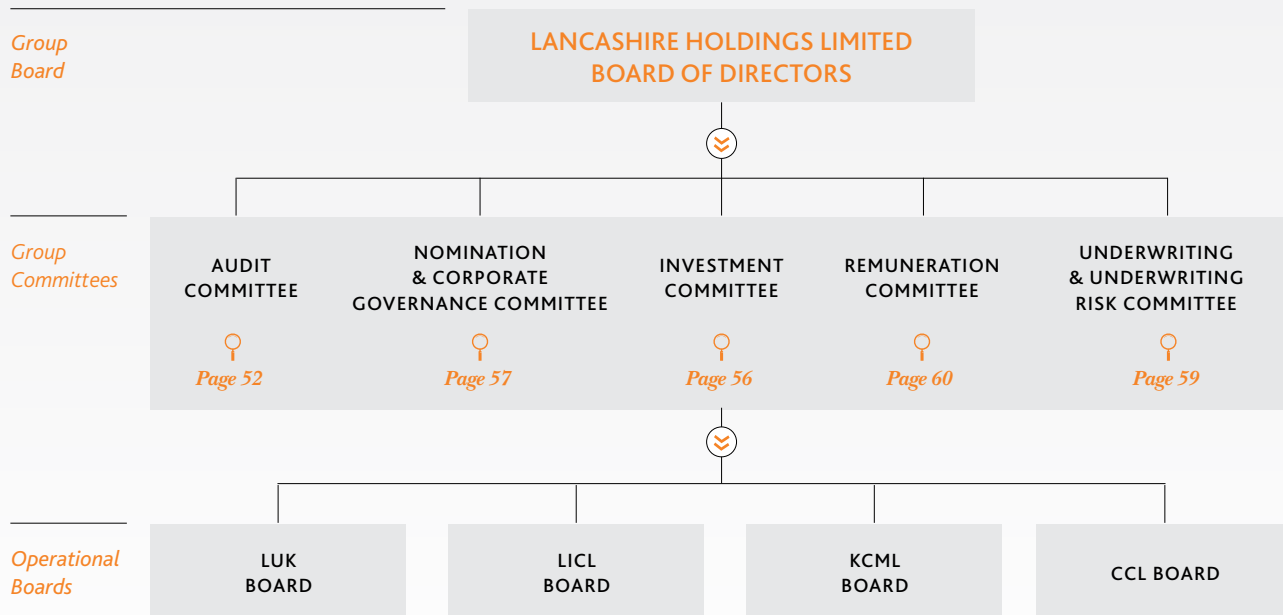 Group
Board
LANCASHIRE HOLDINGS LIMITED
BOARD OF DIRECTORS
Group
Committees
AUDIT
COMMITTEE
Page 52
NOMINATION
& CORPORATE
GOVERNANCE COMMITTEE
Page 57
INVESTMENT
COMMITTEE
Page 56
REMUNERATION
COMMITTEE
Page 60
UNDERWRITING
& UNDERWRITING
RISK COMMITTEE
Page 59
Operational
Boards
LUK
BOARD
LICL
BOARD
KCML
BOARD
CCL BOARD